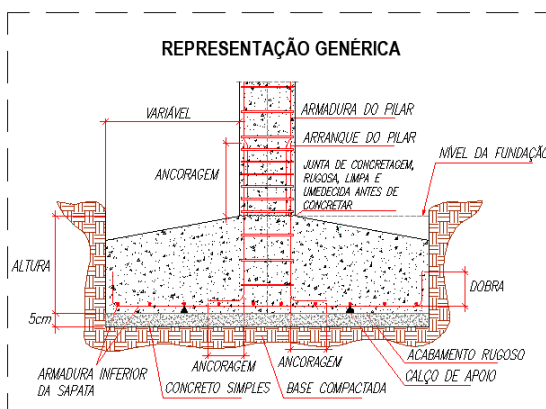 REPRESENTAÇÃO GENÉRICA
VARIÁVEL
ARMADURA DO PILAR
ARRANQUE DO PILAR
NÍVEL DA FUNDAÇÃO
ANCORAGEM
JUNTA DE CONCRETAGEM,
RUGOSA, LIMPA E
UMEDECIDA ANTES DE
CONCRETAR
ALTURA
DOBRA
5cm
ANCORAGEM
ANCORAGEM
ACABAMENTO RUGOSO
ARMADURA INFERIOR
DA SAPATA
CONCRETO SIMPLES
BASE COMPACTADA
CALÇO DE APOIO